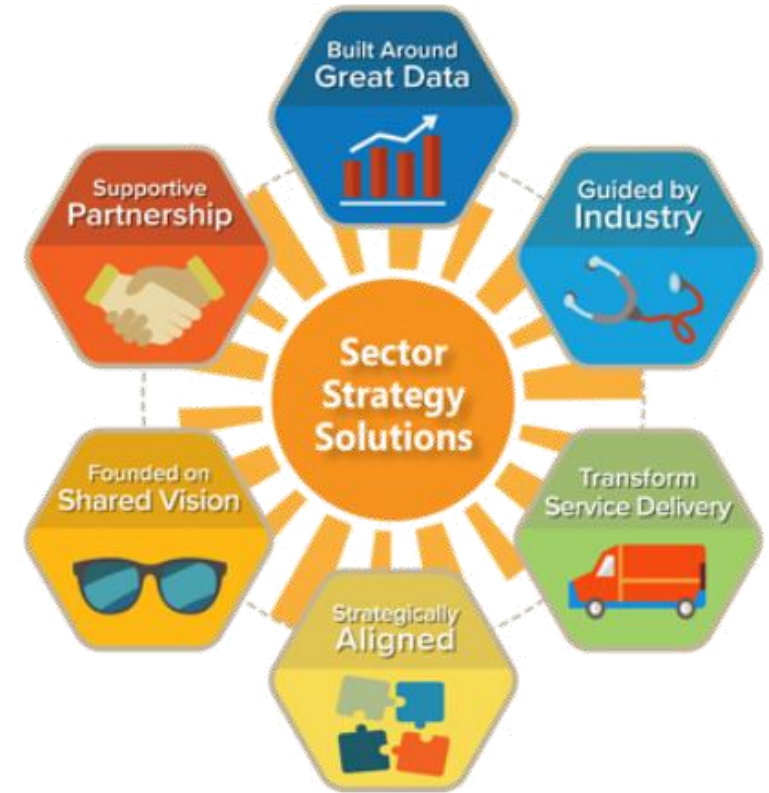 Built Around
Great Data
Supportive
Partnership
Guided by
Industry
Sector
Strategy
Solutions
Founded on
Shared Vision
Transform
Service Delivery
Strategically
Aligned